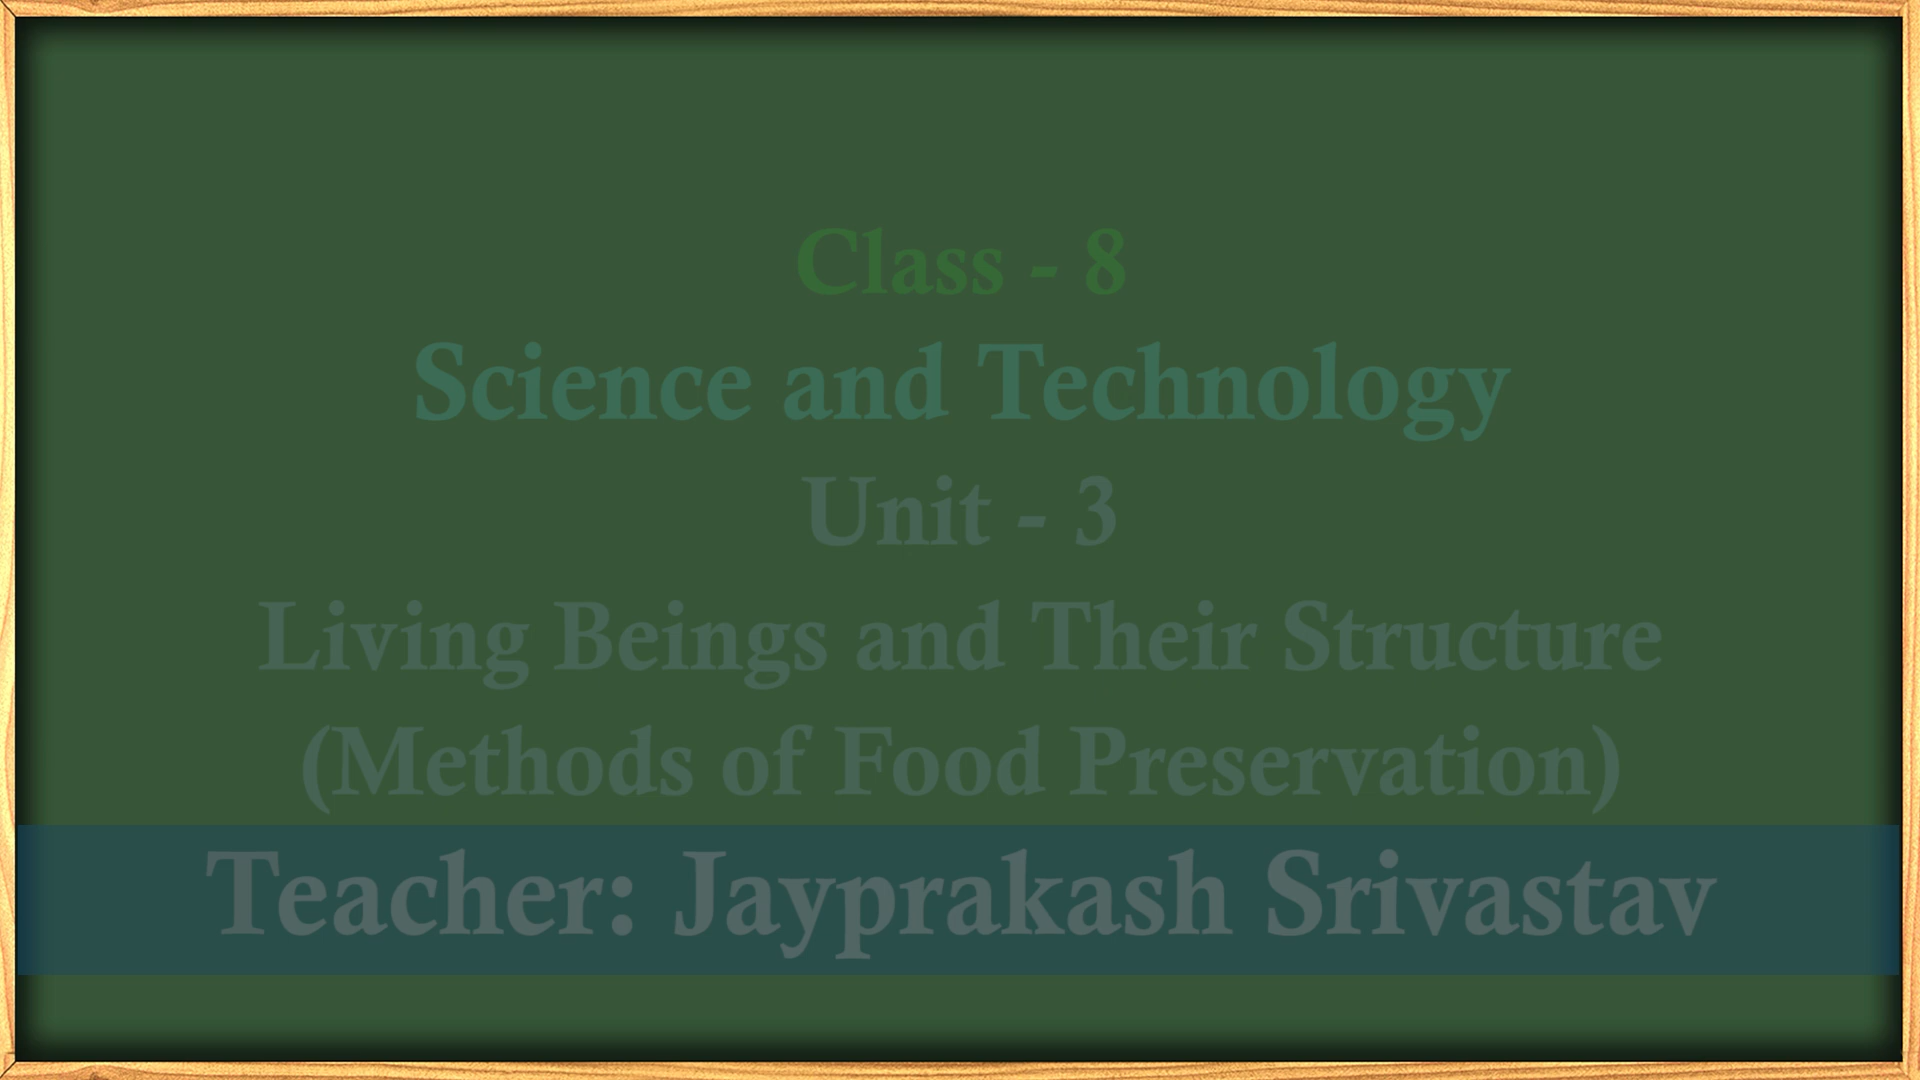 Class - 8
Science and Technology
Unit - 3
Living Beings and Their Structure
(Methods of Food Preservation)
Teacher: Jayprakash Srivastav